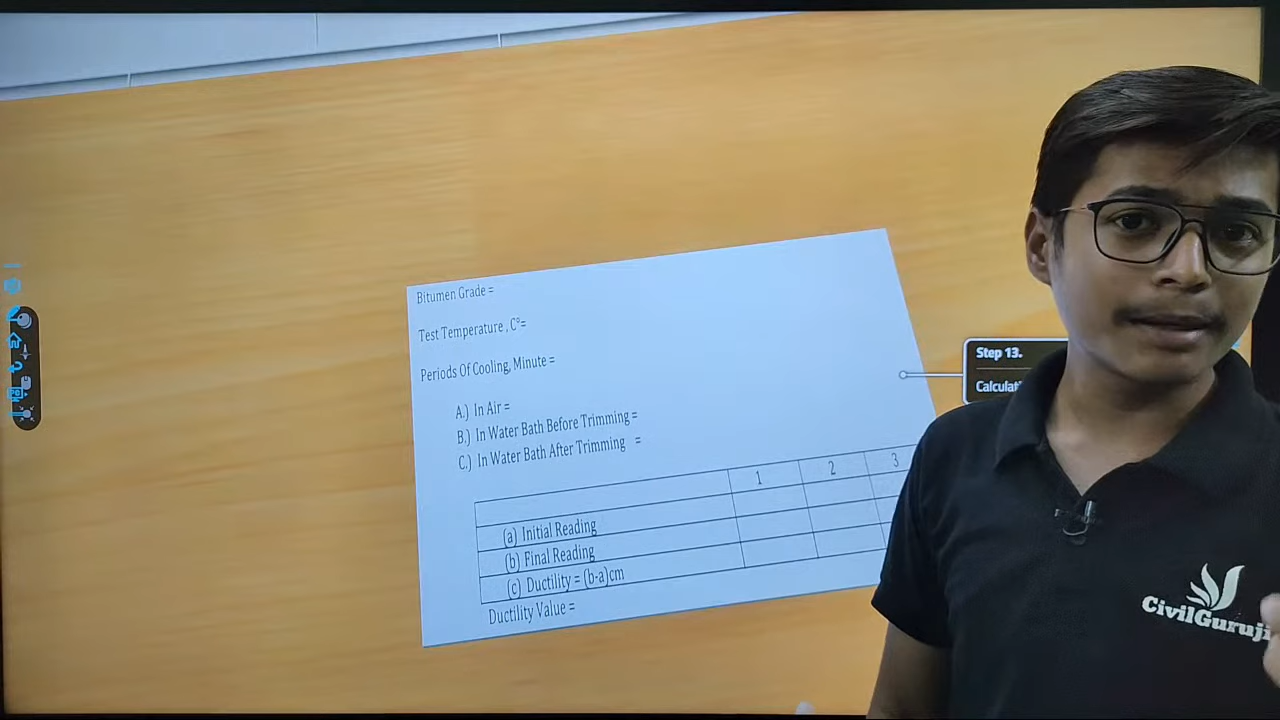 Bitumen Grade =
Test Temperature , C°=
Periods Of Cooling, Minute =
A.) In Air =
B.) In Water Bath Before Trimming =
C.) In Water Bath After Trimming =
1 2 3
(a) Initial Reading
(b) Final Reading
(c) Ductility = (b-a)cm
Ductility Value =
Step 13.
CivilGuruji